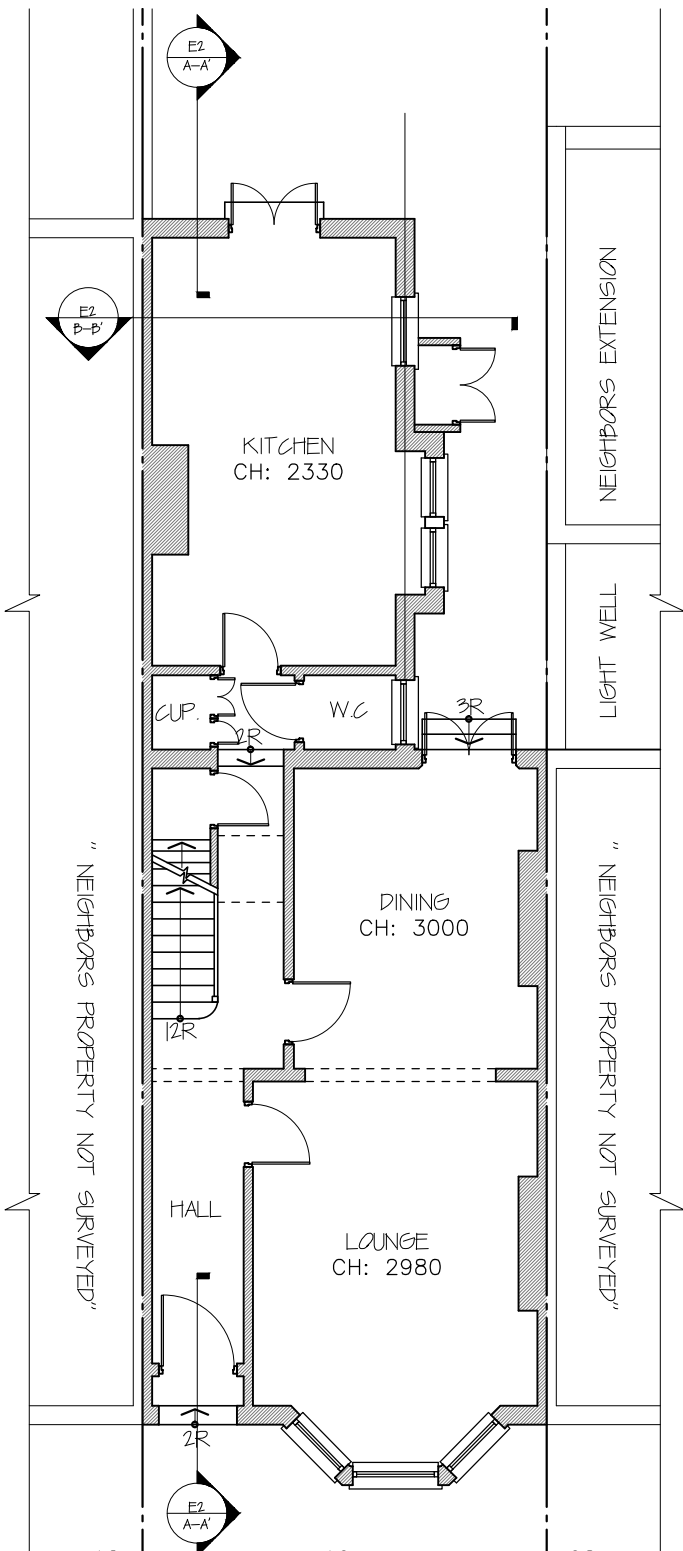 E2
A-A'
E2
B-B'
NEIGHBORS EXTENSION
KITCHEN
CH: 2330
LIGHT WELL
CUP.
W.C
3R
2R
DINING
CH: 3000
" NEIGHBORS PROPERTY NOT SURVEYED"
" NEIGHBORS PROPERTY NOT SURVEYED"
12R
HALL
LOUNGE
CH: 2980
2R
E2
A-A'